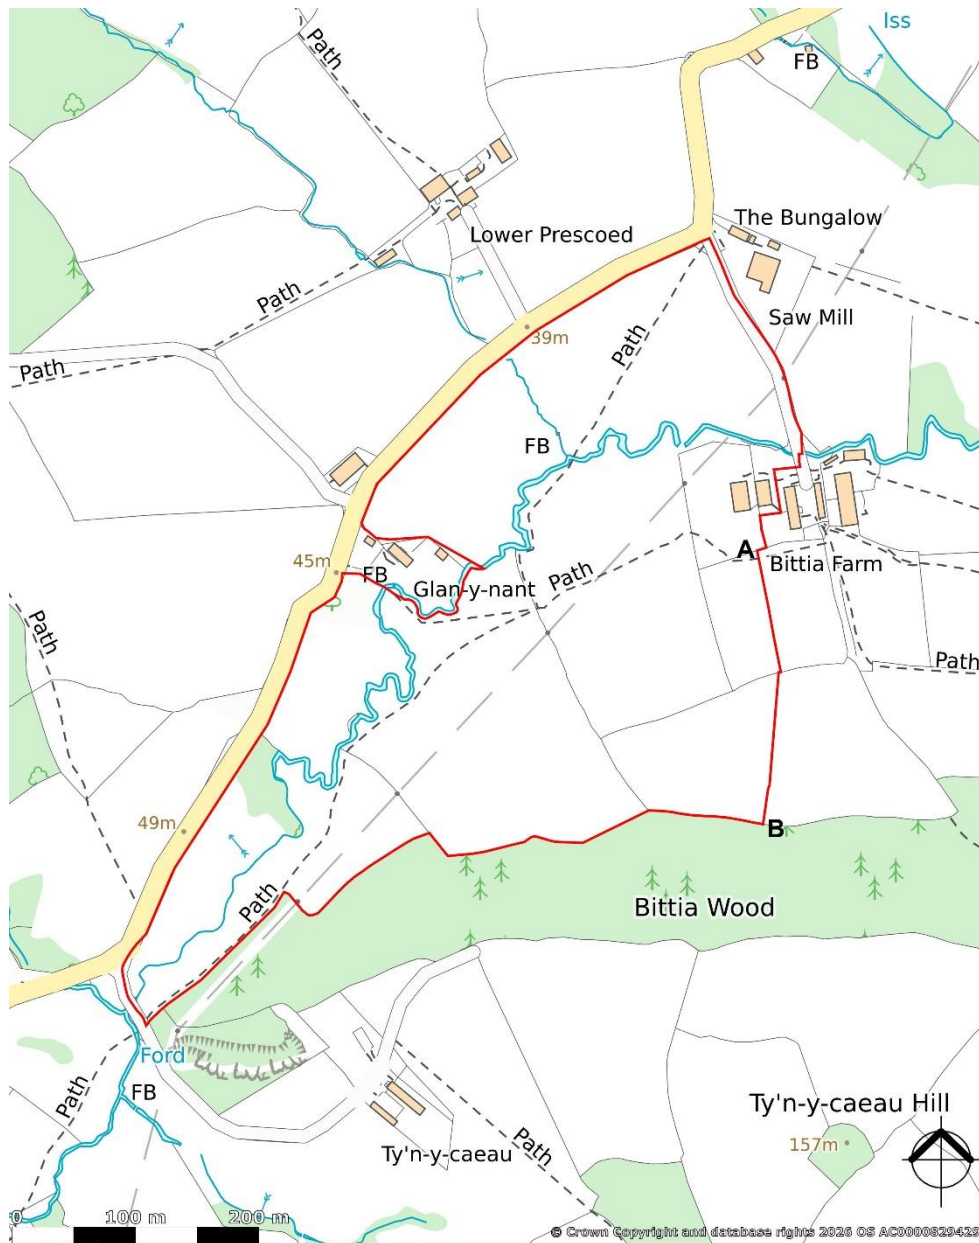 Iss
Path
FB
The Bungalow
Lower Prescoed
Path
Saw Mill
39m
Path
Path
FB
A
45m
FB
Glan-y-nant
Path
Bittia Farm
Path
Path
49m
B
Path
Bittia Wood
Ford
Path
FB
Ty'n-y-caeau Hill
157m
Ty'n-y-caeau
Path
0 100 m 200 m
© Crown Copyright and database rights 2026 OS AC0000829429